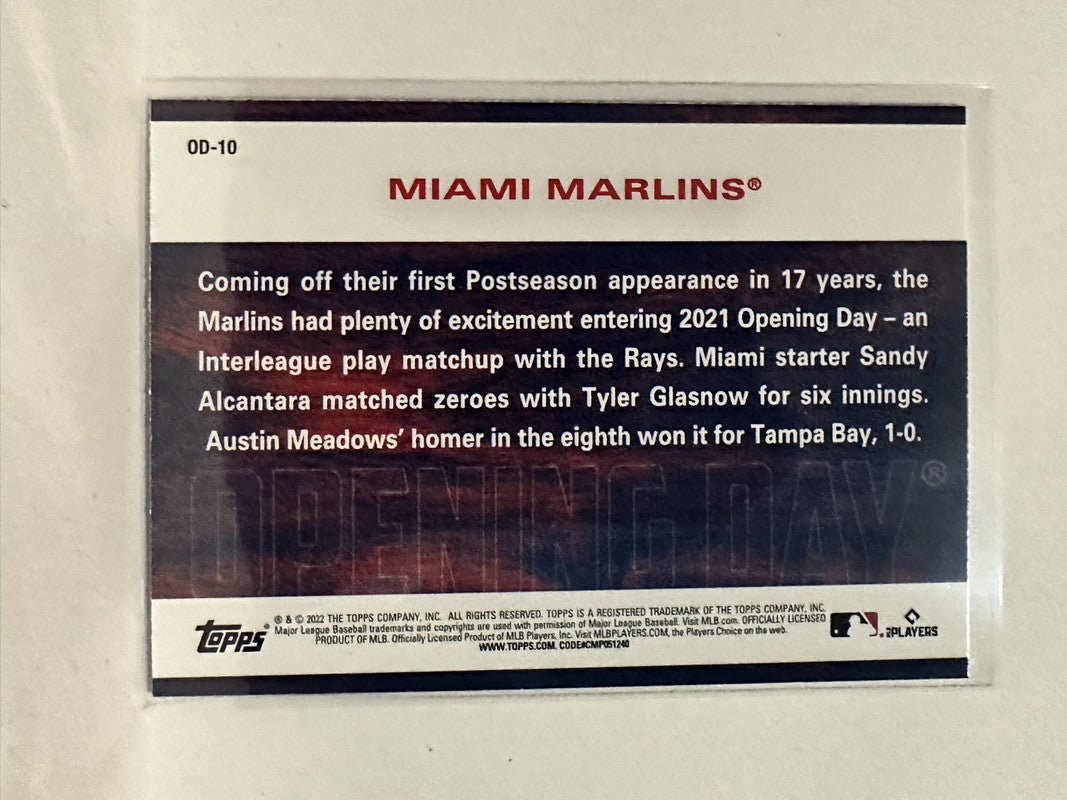 OD-10
MIAMI MARLINS®
Coming off their first Postseason appearance in 17 years, the
Marlins had plenty of excitement entering 2021 Opening Day – an
Interleague play matchup with the Rays. Miami starter Sandy
Alcantara matched zeroes with Tyler Glasnow for six innings.
Austin Meadows' homer in the eighth won it for Tampa Bay, 1-0.
OPENING DAY®
TOPPS®
® & © 2022 THE TOPPS COMPANY, INC. ALL RIGHTS RESERVED. TOPPS IS A REGISTERED TRADEMARK OF THE TOPPS COMPANY, INC.
Major League Baseball trademarks and copyrights are used with permission of Major League Baseball. Visit MLB.com. OFFICIALLY LICENSED
PRODUCT OF MLB. Officially Licensed Product of MLB Players, Inc. Visit MLBPLAYERS.COM, the Players Choice on the web.
WWW.TOPPS.COM. CODE#CMP051240
PLAYERS